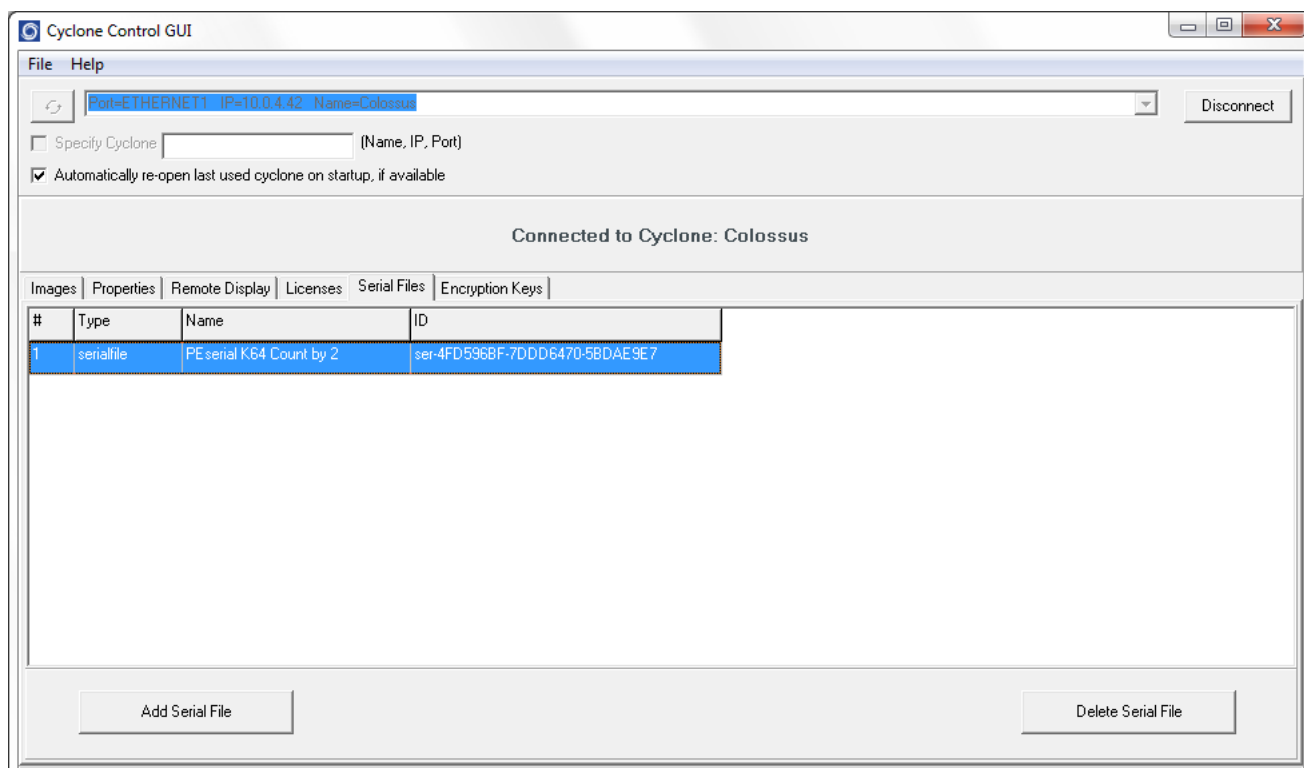 Cyclone Control GUI
File Help
Port=ETHERNET1 IP=10.0.4.42 Name=Colossus
Disconnect
Specify Cyclone (Name, IP, Port)
Automatically re-open last used cyclone on startup, if available
Connected to Cyclone: Colossus
Images Properties Remote Display Licenses Serial Files Encryption Keys
# Type Name ID
1 serialfile PEserial K64 Count by 2 ser-4FD596BF-7DDD6470-5BDAE9E7
Add Serial File Delete Serial File